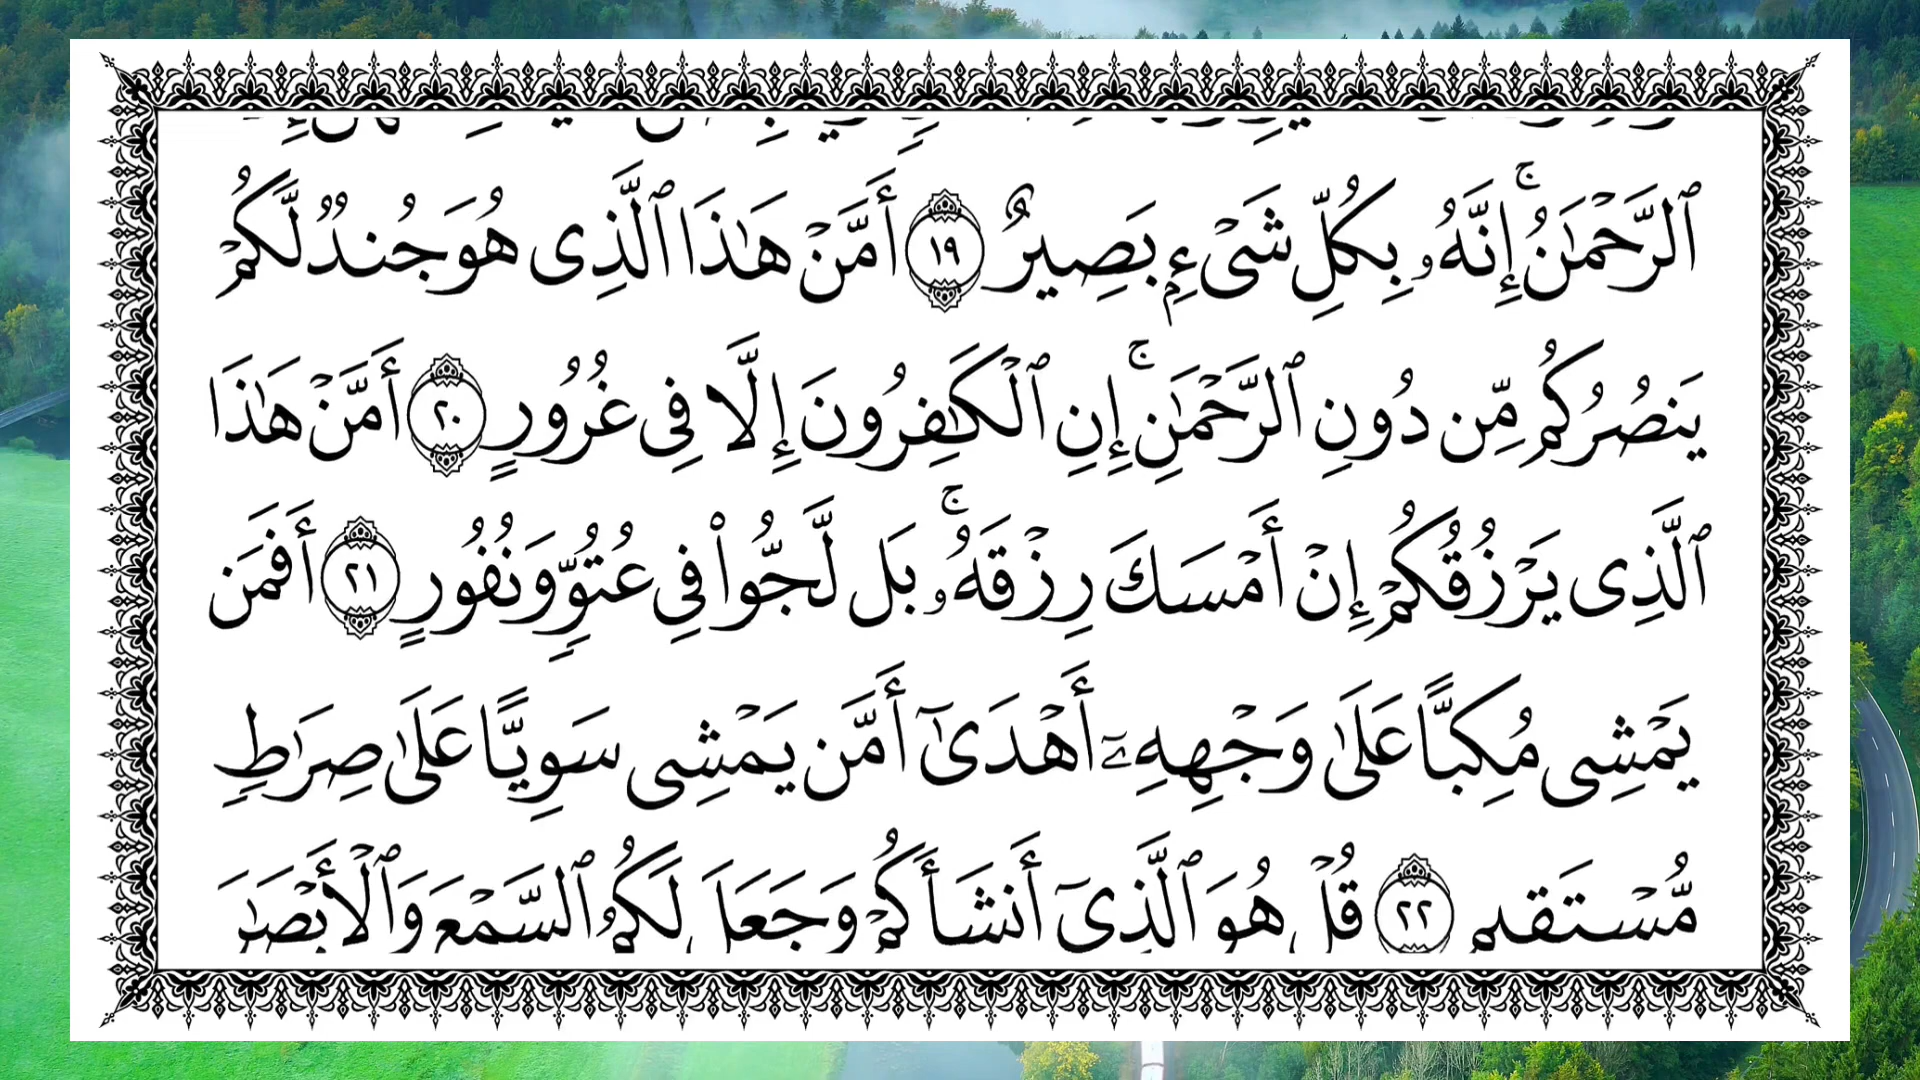 ٱلرَّحْمَـٰنُ ۚ إِنَّهُۥ بِكُلِّ شَىْءٍۭ بَصِيرٌ ١٩ أَمَّنْ هَـٰذَا ٱلَّذِى هُوَ جُندٌ لَّكُمْ
يَنصُرُكُم مِّن دُونِ ٱلرَّحْمَـٰنِ ۚ إِنِ ٱلْكَـٰفِرُونَ إِلَّا فِى غُرُورٍ ٢٠ أَمَّنْ هَـٰذَا
ٱلَّذِى يَرْزُقُكُمْ إِنْ أَمْسَكَ رِزْقَهُۥ ۚ بَل لَّجُّوا۟ فِى عُتُوٍّ وَنُفُورٍ ٢١ أَفَمَن
يَمْشِى مُكِبًّا عَلَىٰ وَجْهِهِۦٓ أَهْدَىٰٓ أَمَّن يَمْشِى سَوِيًّا عَلَىٰ صِرَٰطٍ
مُّسْتَقِيمٍ ٢٢ قُلْ هُوَ ٱلَّذِىٓ أَنشَأَكُمْ وَجَعَلَ لَكُمُ ٱلسَّمْعَ وَٱلْأَبْصَـٰرَ